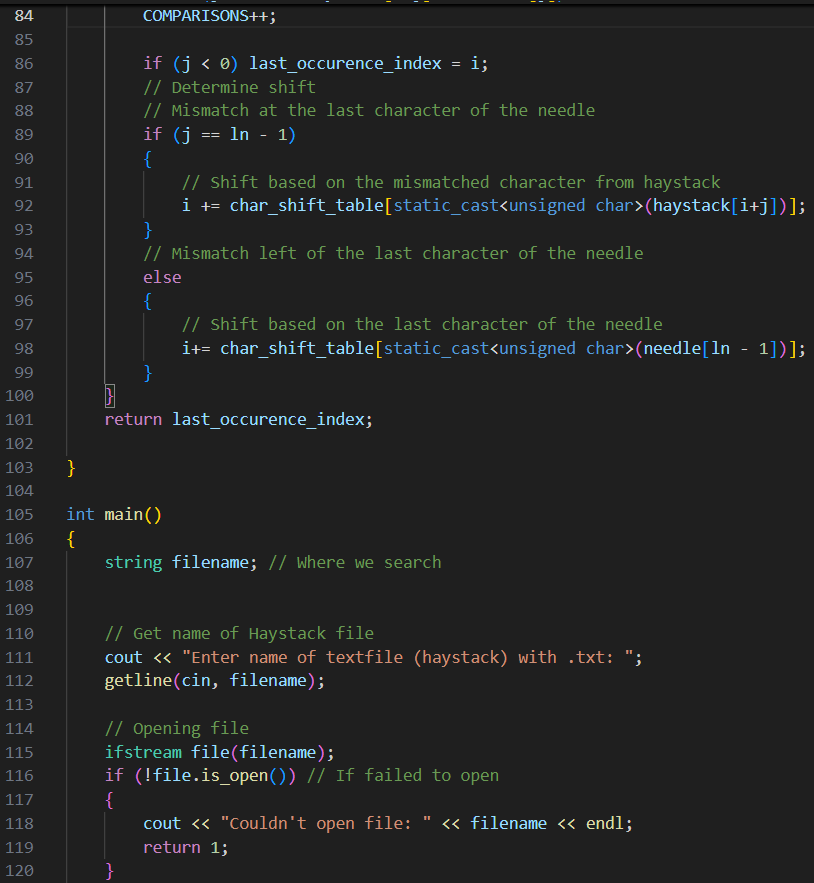 84 COMPARISONS++;
85
86 if (j < 0) last_occurence_index = i;
87 // Determine shift
88 // Mismatch at the last character of the needle
89 if (j == ln - 1)
90 {
91 // Shift based on the mismatched character from haystack
92 i += char_shift_table[static_cast<unsigned char>(haystack[i+j])];
93 }
94 // Mismatch left of the last character of the needle
95 else
96 {
97 // Shift based on the last character of the needle
98 i+= char_shift_table[static_cast<unsigned char>(needle[ln - 1])];
99 }
100 }
101 return last_occurence_index;
102
103 }
104
105 int main()
106 {
107 string filename; // Where we search
108
109
110 // Get name of Haystack file
111 cout << "Enter name of textfile (haystack) with .txt: ";
112 getline(cin, filename);
113
114 // Opening file
115 ifstream file(filename);
116 if (!file.is_open()) // If failed to open
117 {
118 cout << "Couldn't open file: " << filename << endl;
119 return 1;
120 }